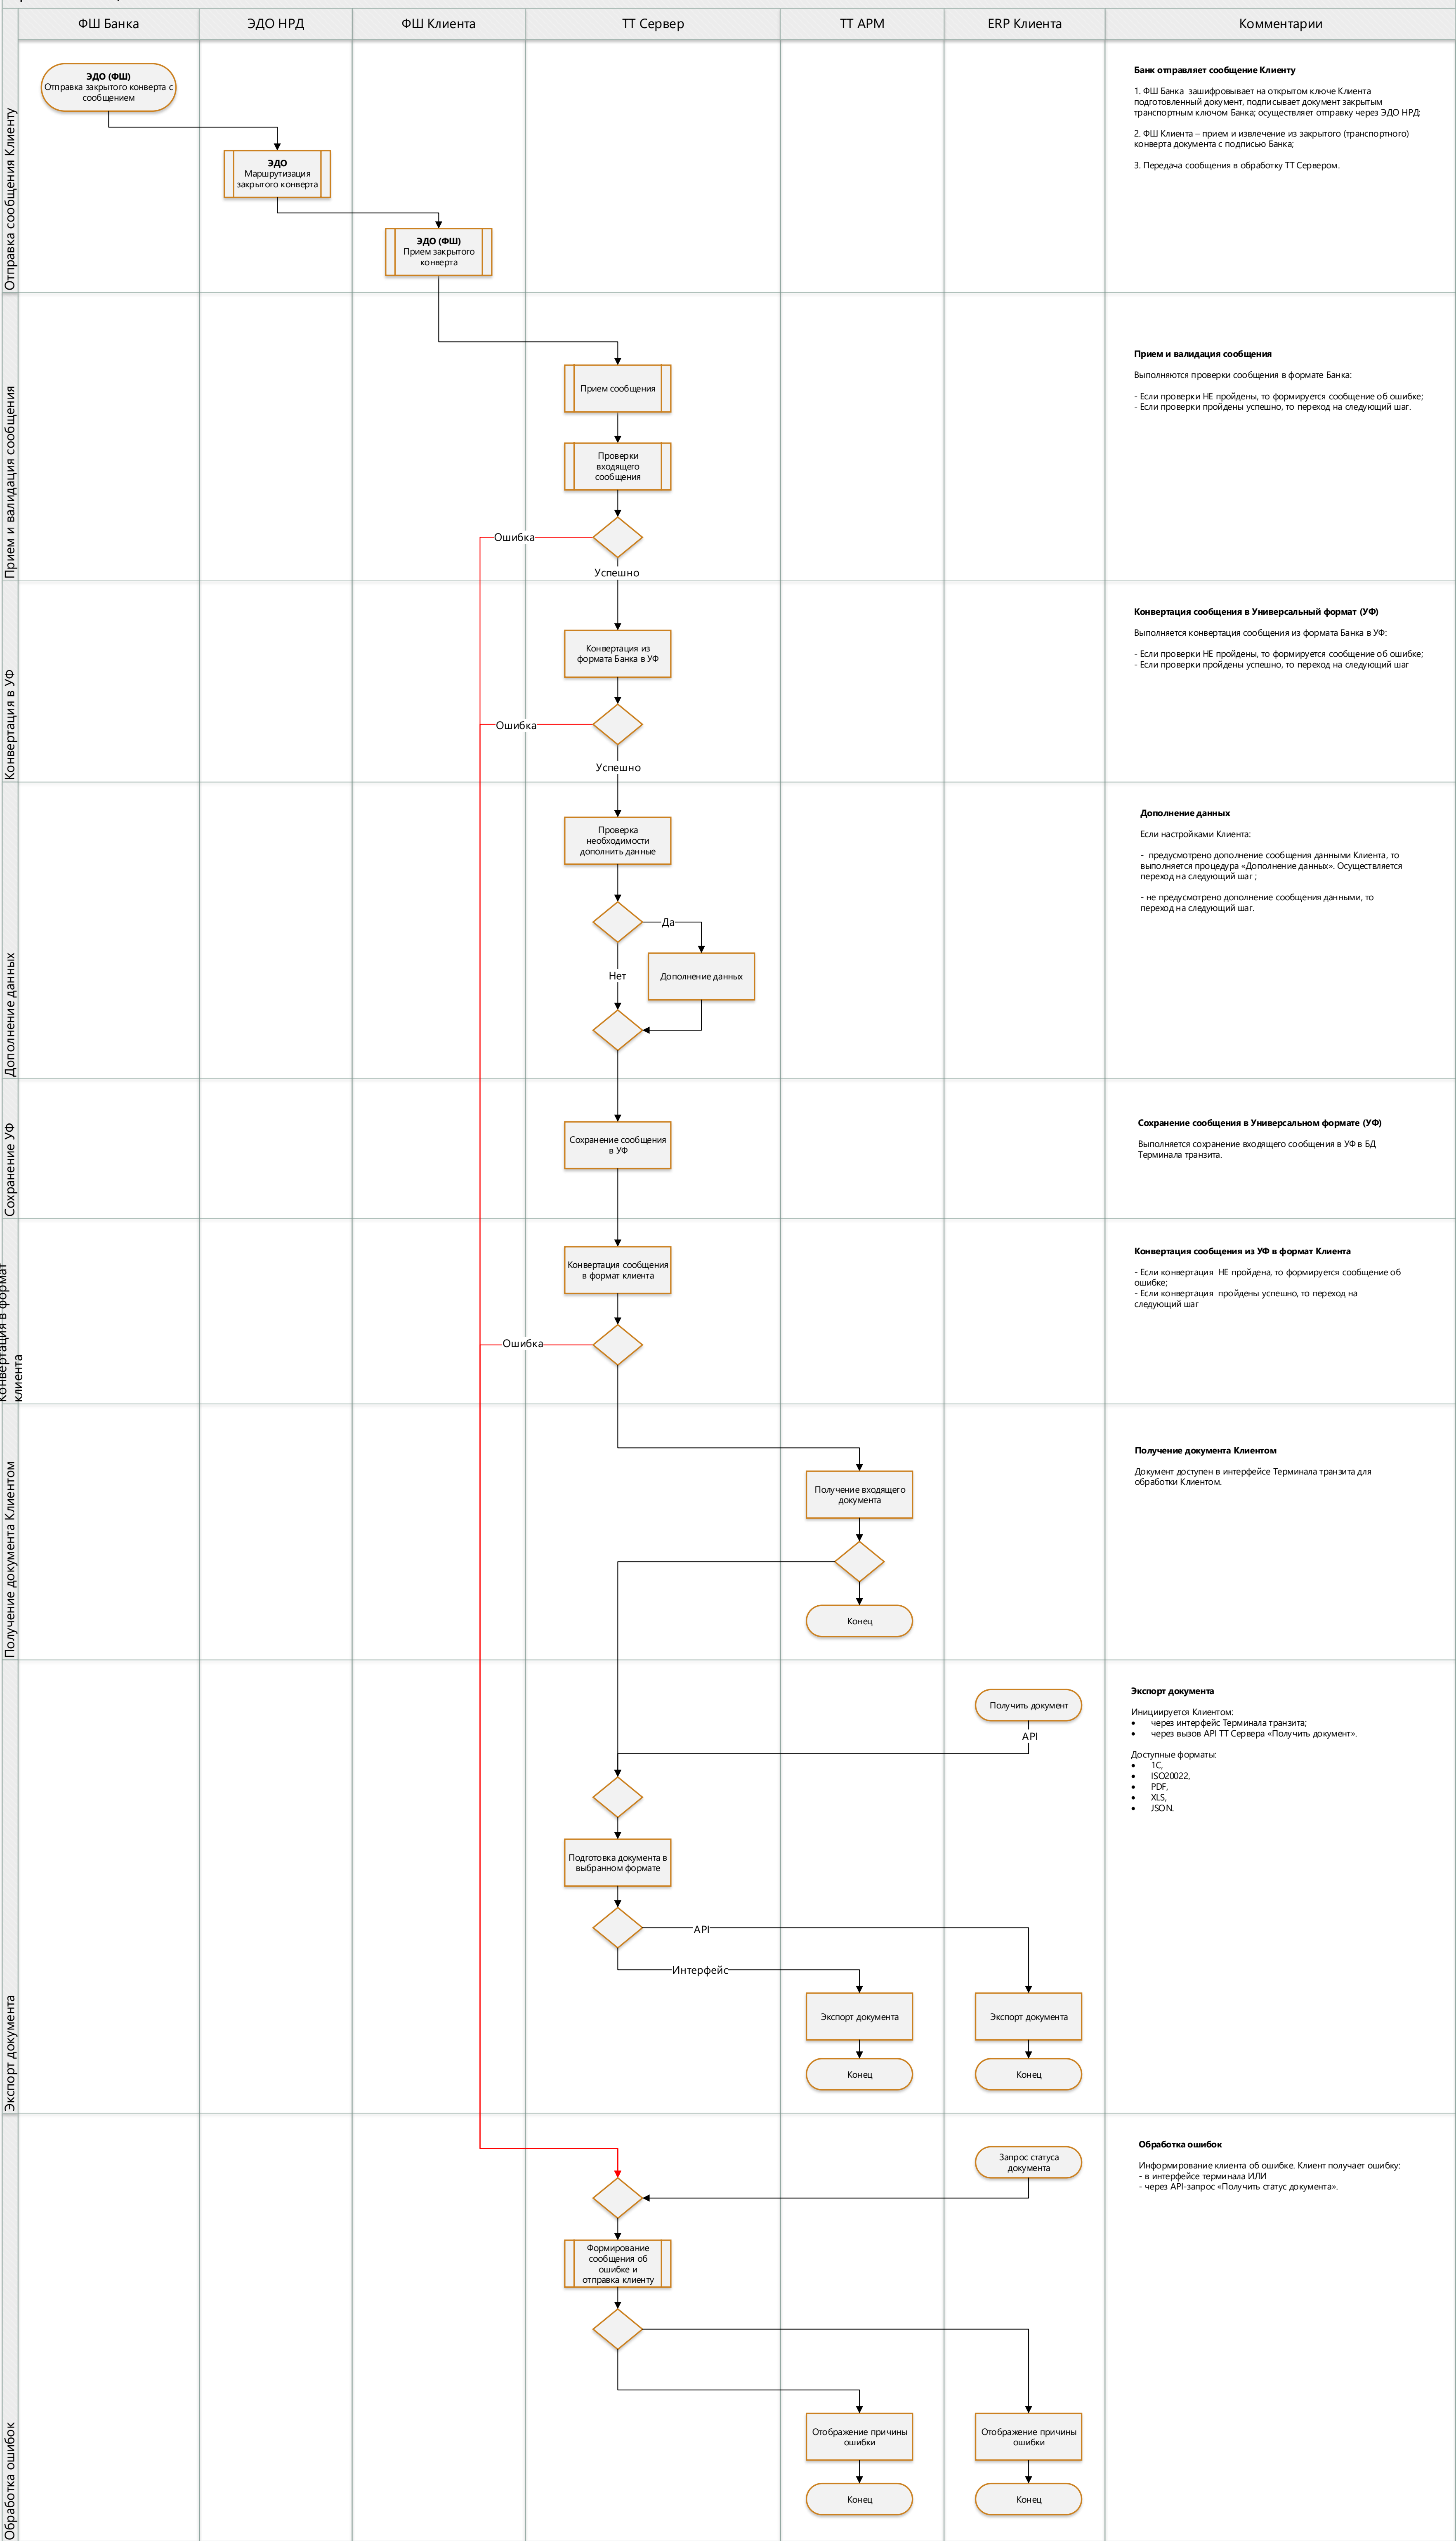 ФШ Банка
ЭДО НРД
ФШ Клиента
ТТ Сервер
ТТ АРМ
ERP Клиента
Комментарии
Отправка сообщения Клиенту
ЭДО (ФШ)
Отправка закрытого конверта с
сообщением
ЭДО
Маршрутизация
закрытого конверта
ЭДО (ФШ)
Прием закрытого
конверта
Банк отправляет сообщение Клиенту
1. ФШ Банка зашифровывает на открытом ключе Клиента
подготовленный документ, подписывает документ закрытым
транспортным ключом Банка; осуществляет отправку через ЭДО НРД;
2. ФШ Клиента – прием и извлечение из закрытого (транспортного)
конверта документа с подписью Банка;
3. Передача сообщения в обработку ТТ Сервером.
Прием и валидация сообщения
Прием сообщения
Проверки
входящего
сообщения
Ошибка
Успешно
Прием и валидация сообщения
Выполняются проверки сообщения в формате Банка:
- Если проверки НЕ пройдены, то формируется сообщение об ошибке;
- Если проверки пройдены успешно, то переход на следующий шаг.
Конвертация в УФ
Конвертация из
формата Банка в УФ
Ошибка
Успешно
Конвертация сообщения в Универсальный формат (УФ)
Выполняется конвертация сообщения из формата Банка в УФ:
- Если проверки НЕ пройдены, то формируется сообщение об ошибке;
- Если проверки пройдены успешно, то переход на следующий шаг
Дополнение данных
Проверка
необходимости
дополнить данные
Да
Нет
Дополнение данных
Дополнение данных
Если настройками Клиента:
- предусмотрено дополнение сообщения данными Клиента, то
выполняется процедура «Дополнение данных». Осуществляется
переход на следующий шаг ;
- не предусмотрено дополнение сообщения данными, то
переход на следующий шаг.
Сохранение УФ
Сохранение сообщения
в УФ
Сохранение сообщения в Универсальном формате (УФ)
Выполняется сохранение входящего сообщения в УФ в БД
Терминала транзита.
Конвертация в формат
клиента
Конвертация сообщения
в формат клиента
Ошибка
Конвертация сообщения из УФ в формат Клиента
- Если конвертация НЕ пройдена, то формируется сообщение об
ошибке;
- Если конвертация пройдены успешно, то переход на
следующий шаг
Получение документа Клиентом
Получение входящего
документа
Конец
Получение документа Клиентом
Документ доступен в интерфейсе Терминала транзита для
обработки Клиентом.
Экспорт документа
Получить документ
API
Подготовка документа в
выбранном формате
API
Интерфейс
Экспорт документа
Экспорт документа
Конец
Конец
Экспорт документа
Инициируется Клиентом:
• через интерфейс Терминала транзита;
• через вызов API ТТ Сервера «Получить документ».
Доступные форматы:
• 1С,
• ISO20022,
• PDF,
• XLS,
• JSON.
Обработка ошибок
Запрос статуса
документа
Формирование
сообщения об
ошибке и
отправка клиенту
Отображение причины
ошибки
Отображение причины
ошибки
Конец
Конец
Обработка ошибок
Информирование клиента об ошибке. Клиент получает ошибку:
- в интерфейсе терминала ИЛИ
- через API-запрос «Получить статус документа».